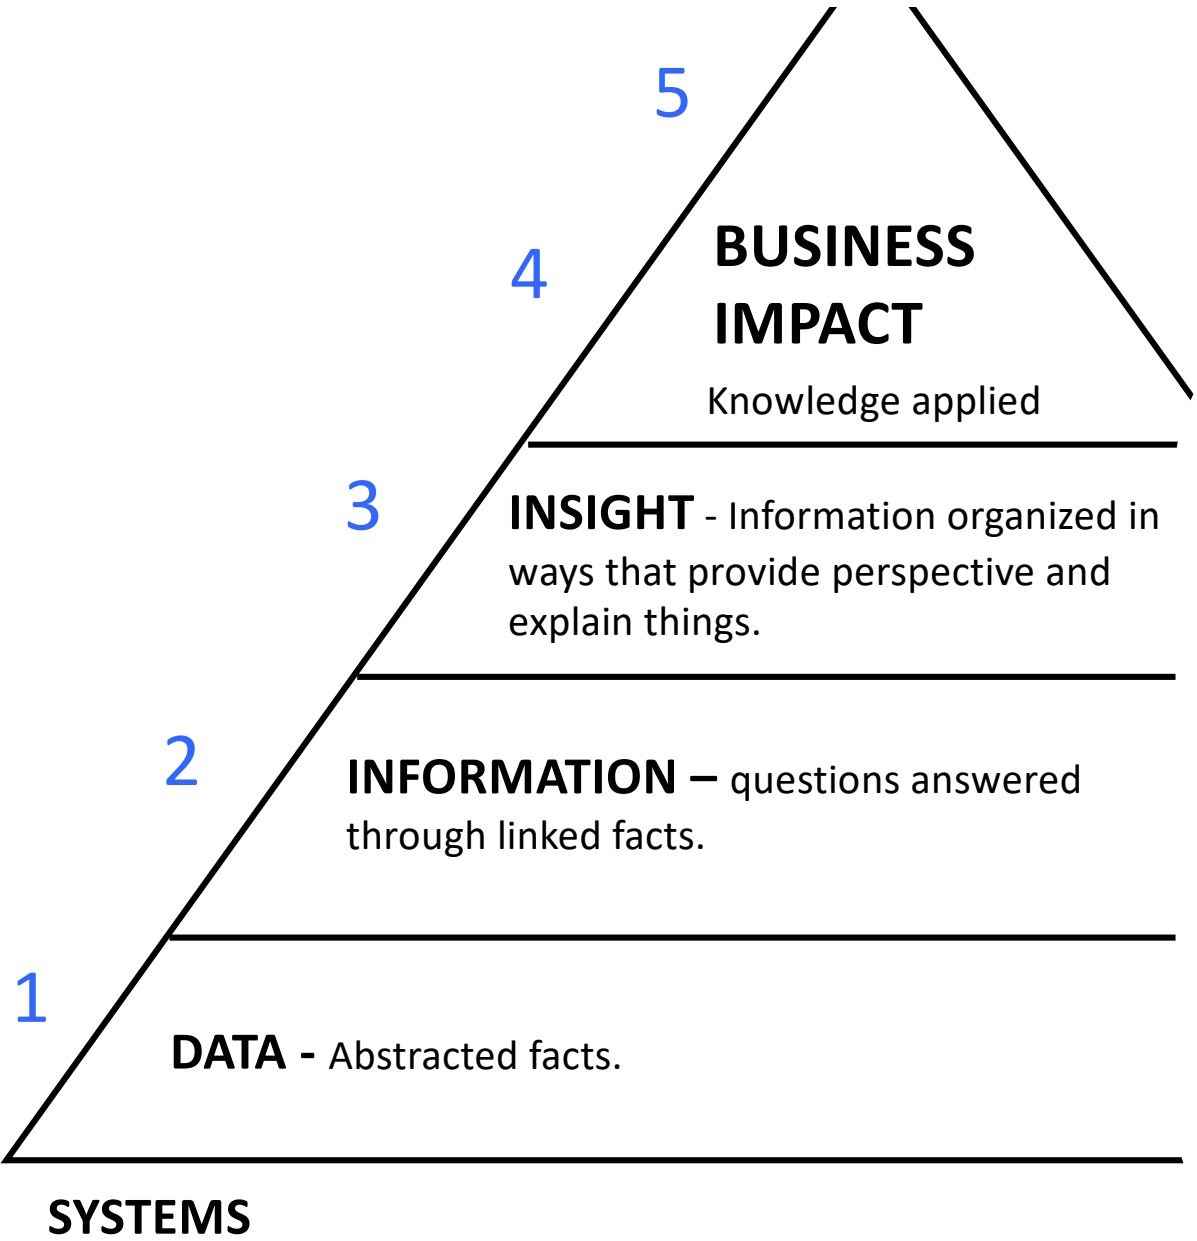 5
4
BUSINESS
IMPACT
Knowledge applied
3
INSIGHT - Information organized in
ways that provide perspective and
explain things.
2
INFORMATION – questions answered
through linked facts.
1
DATA - Abstracted facts.
SYSTEMS